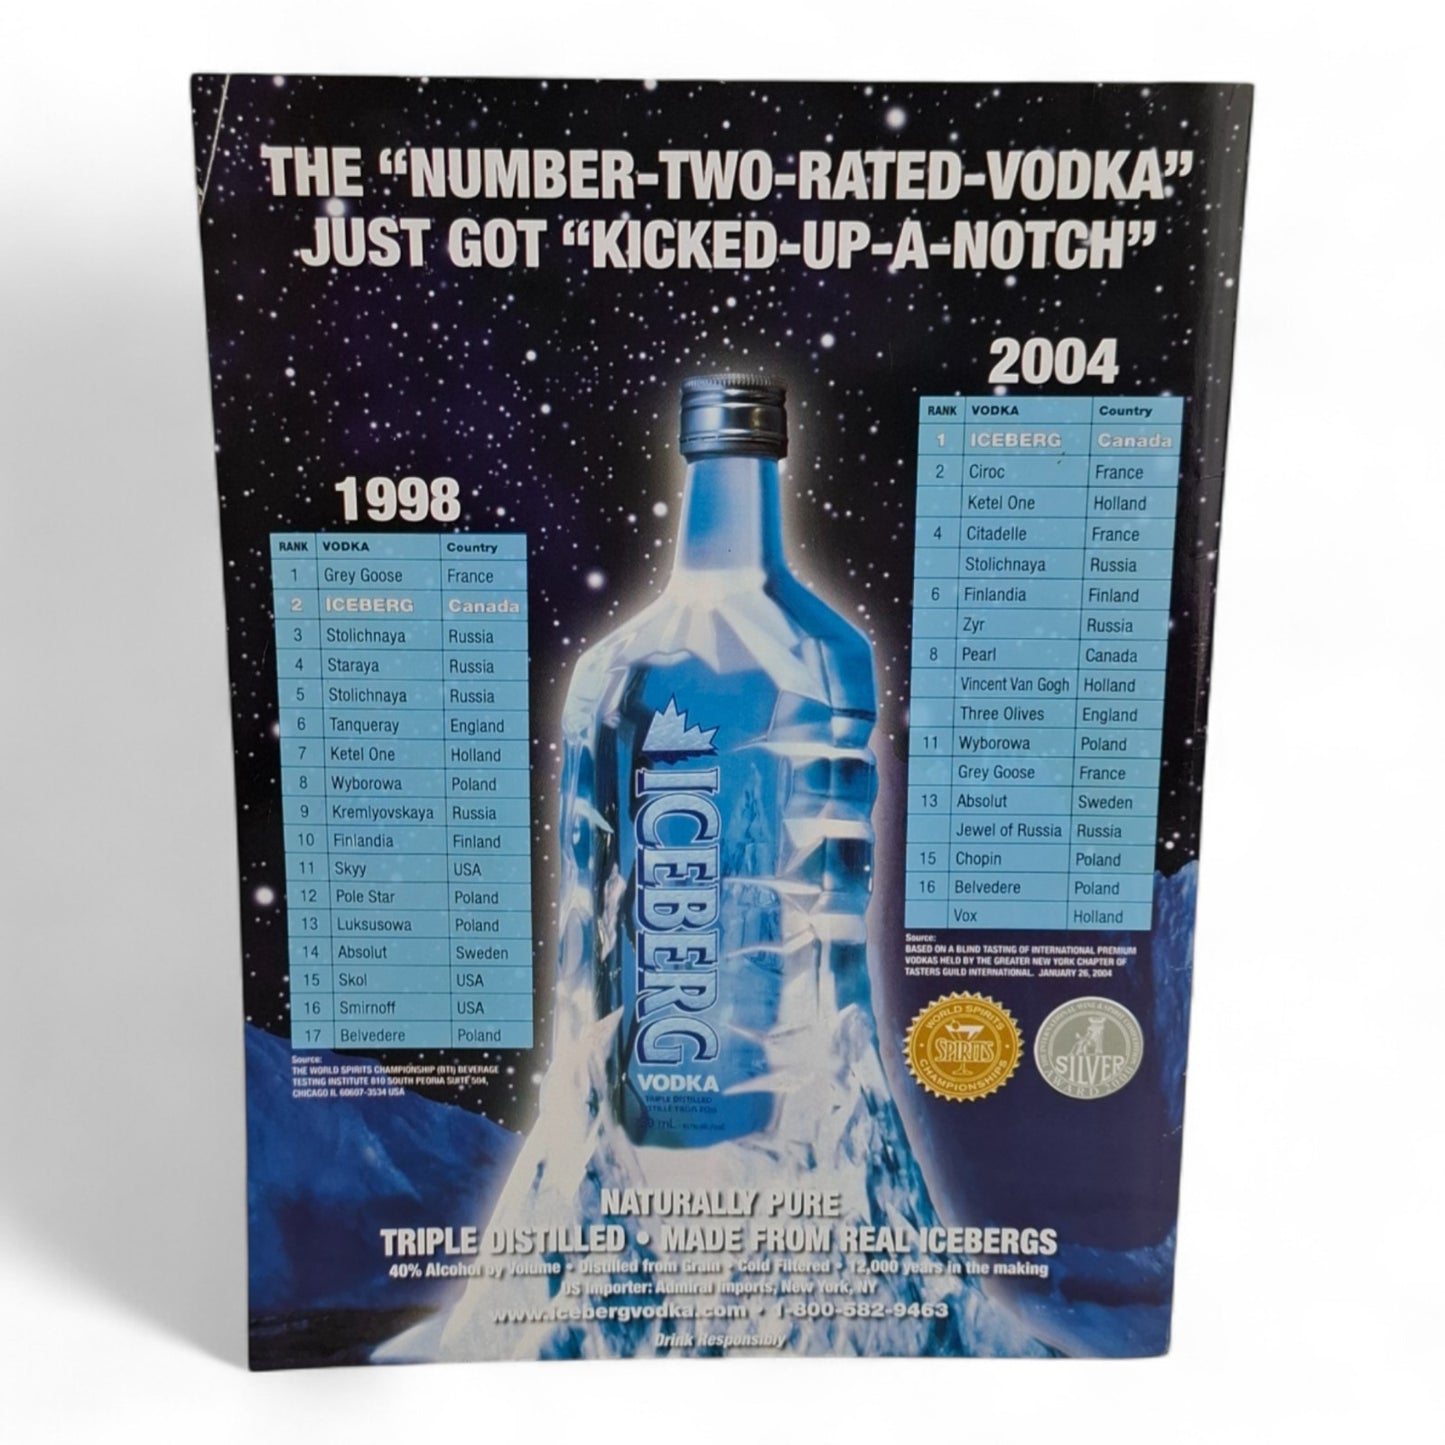 THE “NUMBER-TWO-RATED-VODKA”
JUST GOT “KICKED-UP-A-NOTCH”
1998
RANK VODKA Country
1 Grey Goose France
2 ICEBERG Canada
3 Stolichnaya Russia
4 Staraya Russia
5 Stolichnaya Russia
6 Tanqueray England
7 Ketel One Holland
8 Wyborowa Poland
9 Kremlyovskaya Russia
10 Finlandia Finland
11 Skyy USA
12 Pole Star Poland
13 Luksusowa Poland
14 Absolut Sweden
15 Skol USA
16 Smirnoff USA
17 Belvedere Poland
Source:
THE WORLD SPIRITS CHAMPIONSHIP (BTI) BEVERAGE
TESTING INSTITUTE 810 SOUTH PEORIA SUITE 504,
CHICAGO IL 60607-3534 USA
2004
RANK VODKA Country
1 ICEBERG Canada
2 Ciroc France
Ketel One Holland
4 Citadelle France
Stolichnaya Russia
6 Finlandia Finland
Zyr Russia
8 Pearl Canada
Vincent Van Gogh Holland
Three Olives England
11 Wyborowa Poland
Grey Goose France
13 Absolut Sweden
Jewel of Russia Russia
15 Chopin Poland
16 Belvedere Poland
Vox Holland
Source:
BASED ON A BLIND TASTING OF INTERNATIONAL PREMIUM
VODKAS HELD BY THE GREATER NEW YORK CHAPTER OF
TASTERS GUILD INTERNATIONAL. JANUARY 26, 2004
WORLD SPIRITS
SPIRITS
CHAMPIONSHIPS
SILVER
AWARD
ICEBERG
VODKA
TRIPLE DISTILLED
mL
NATURALLY PURE
TRIPLE DISTILLED • MADE FROM REAL ICEBERGS
40% Alcohol by Volume • Distilled from Grain • Cold Filtered • 12,000 years in the making
US Importer: Admiral Imports, New York, NY
www.icebergvodka.com • 1-800-582-9463
Drink Responsibly